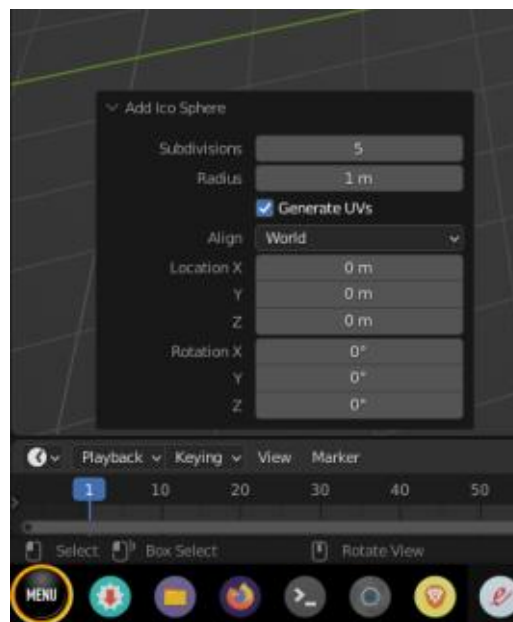 Add Ico Sphere
Subdivisions 5
Radius 1 m
Generate UVs
Align World
Location X 0 m
Y 0 m
Z 0 m
Rotation X 0°
Y 0°
Z 0°
Playback Keying View Marker
1 10 20 30 40 50
Select Box Select Rotate View
MENU